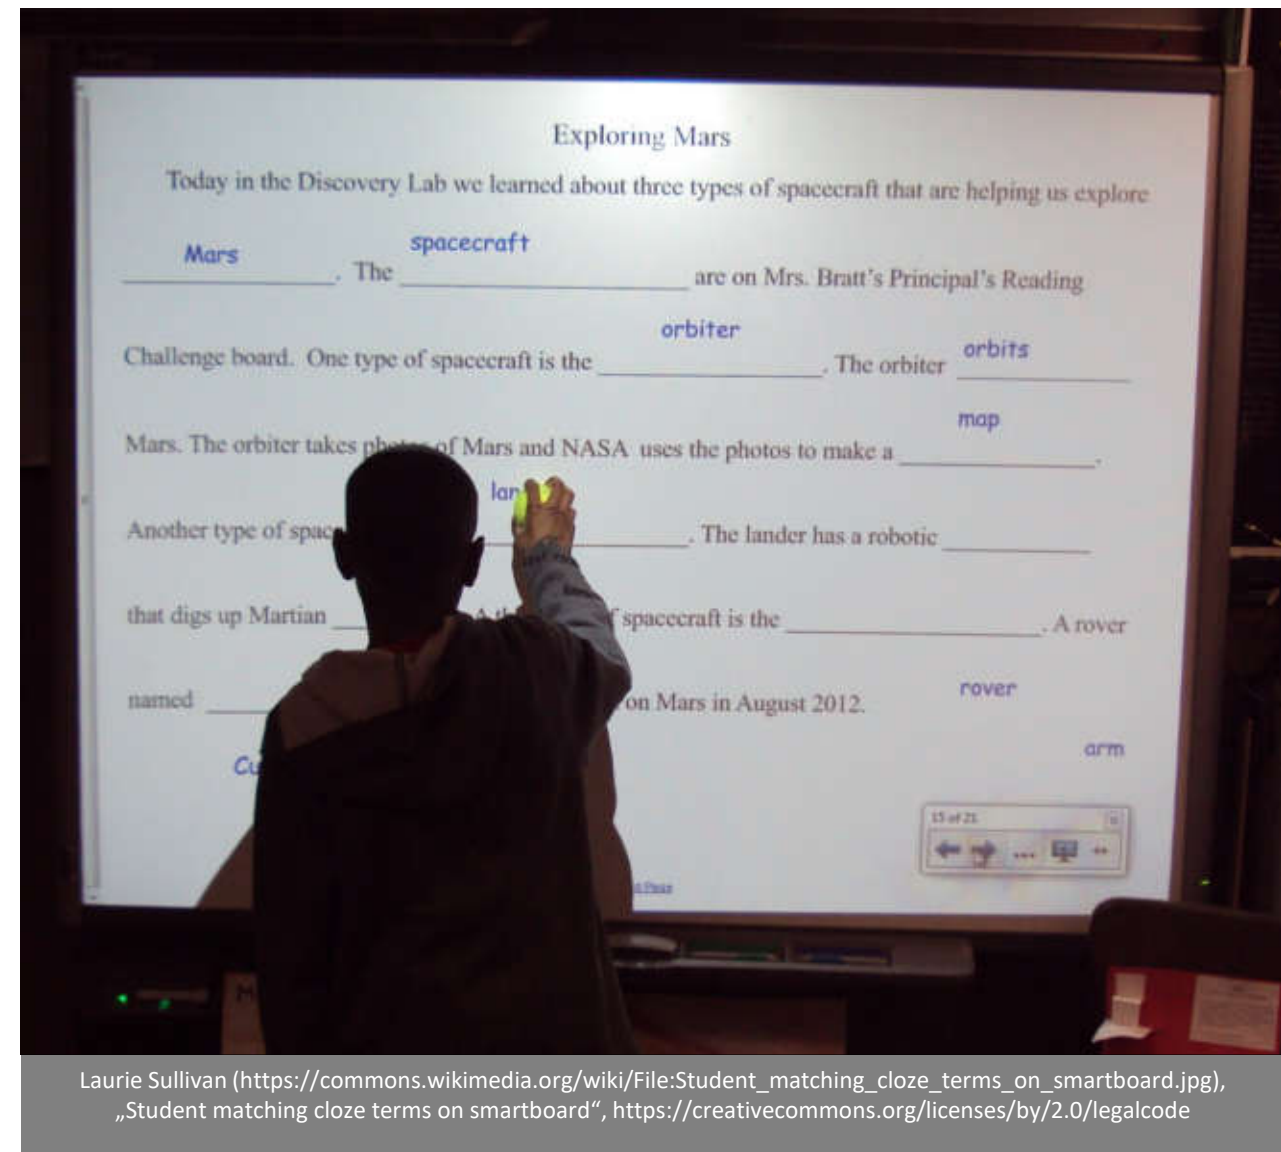 Exploring Mars
Today in the Discovery Lab we learned about three types of spacecraft that are helping us explore
Mars spacecraft
. The are on Mrs. Bratt's Principal's Reading
orbiter orbits
Challenge board. One type of spacecraft is the . The orbiter
map
Mars. The orbiter takes photos of Mars and NASA uses the photos to make a .
lan
Another type of spac . The lander has a robotic
that digs up Martian spacecraft is the . A rover
rover
named on Mars in August 2012.
arm
Cu
15 of 21
Laurie Sullivan (https://commons.wikimedia.org/wiki/File:Student_matching_cloze_terms_on_smartboard.jpg),
„Student matching cloze terms on smartboard“, https://creativecommons.org/licenses/by/2.0/legalcode